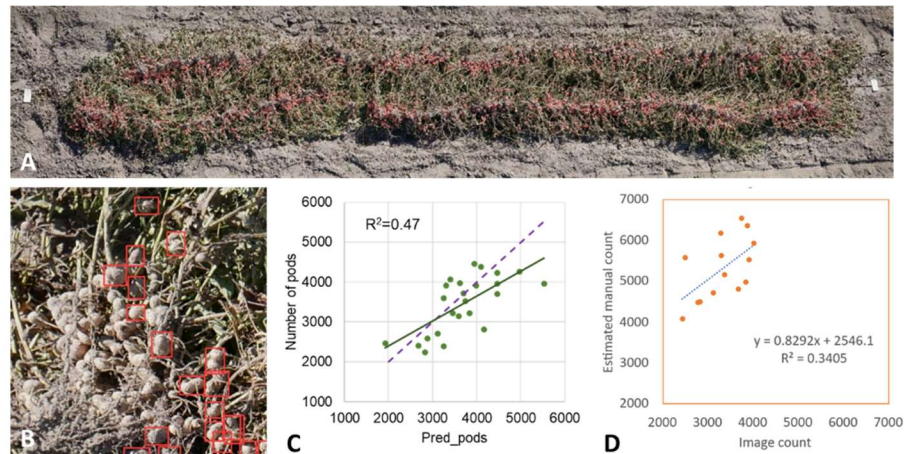 A
B
C
R²=0.47
Number of pods
6000
5000
4000
3000
2000
1000
1000 2000 3000 4000 5000 6000
Pred_pods
D
Estimated manual count
7000
6000
5000
4000
3000
2000
y = 0.8292x + 2546.1
R² = 0.3405
2000 3000 4000 5000 6000 7000
Image count